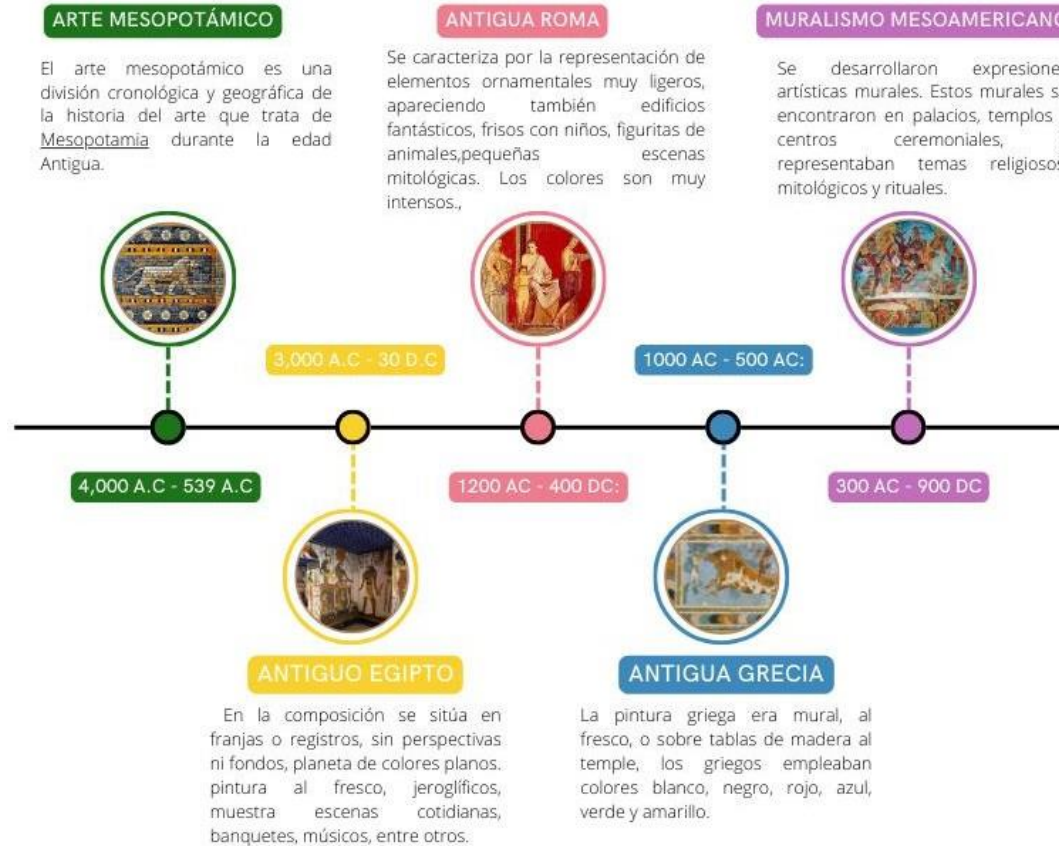 ARTE MESOPOTÁMICO
El arte mesopotámico es una
división cronológica y geográfica de
la historia del arte que trata de
Mesopotamia durante la edad
Antigua.
4,000 A.C - 539 A.C
3,000 A.C - 30 D.C
ANTIGUO EGIPTO
En la composición se sitúa en
franjas o registros, sin perspectivas
ni fondos, planeta de colores planos.
pintura al fresco, jeroglíficos,
muestra escenas cotidianas,
banquetes, músicos, entre otros.
ANTIGUA ROMA
Se caracteriza por la representación de
elementos ornamentales muy ligeros,
apareciendo también edificios
fantásticos, frisos con niños, figuritas de
animales,pequeñas escenas
mitológicas. Los colores son muy
intensos.,
1200 AC - 400 DC:
1000 AC - 500 AC:
ANTIGUA GRECIA
La pintura griega era mural, al
fresco, o sobre tablas de madera al
temple, los griegos empleaban
colores blanco, negro, rojo, azul,
verde y amarillo.
MURALISMO MESOAMERICANO
Se desarrollaron expresione
artísticas murales. Estos murales s
encontraron en palacios, templos
centros ceremoniales,
representaban temas religiosos
mitológicos y rituales.
300 AC - 900 DC